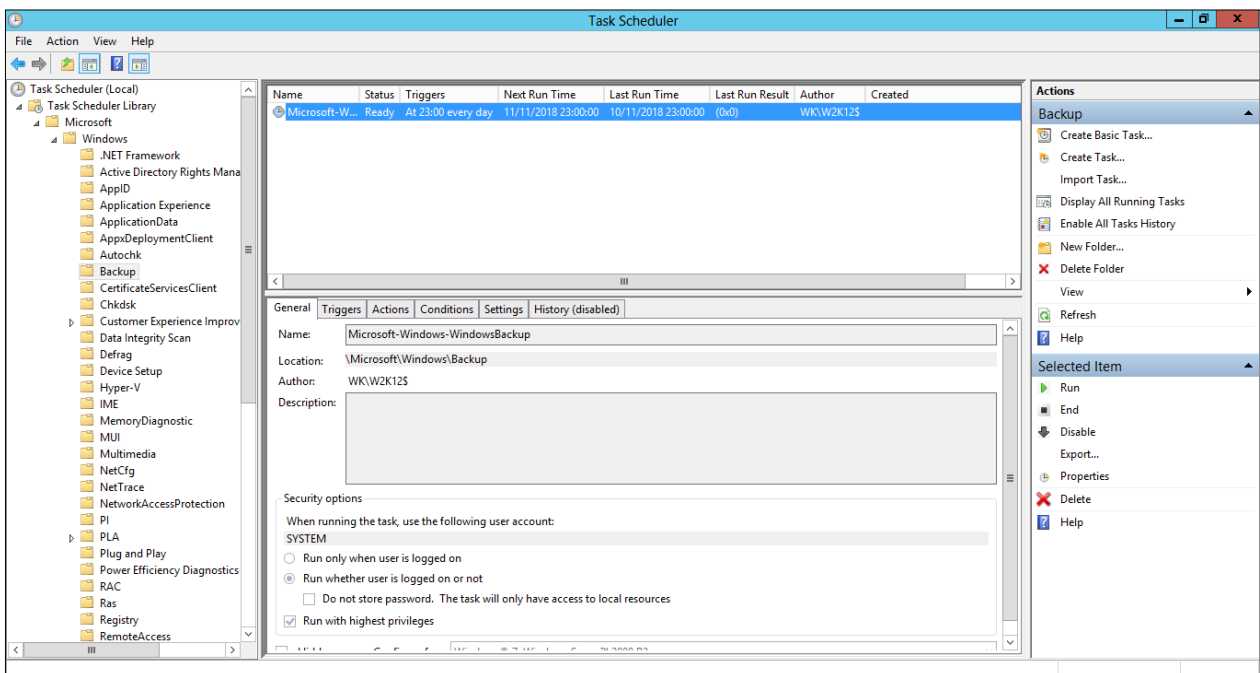 Task Scheduler
File Action View Help
Task Scheduler (Local)
Task Scheduler Library
Microsoft
Windows
.NET Framework
Active Directory Rights Mana
AppID
Application Experience
ApplicationData
AppxDeploymentClient
Autochk
Backup
CertificateServicesClient
Chkdsk
Customer Experience Improv
Data Integrity Scan
Defrag
Device Setup
Hyper-V
IME
MemoryDiagnostic
MUI
Multimedia
NetCfg
NetTrace
NetworkAccessProtection
PI
PLA
Plug and Play
Power Efficiency Diagnostics
RAC
Ras
Registry
RemoteAccess
Name Status Triggers Next Run Time Last Run Time Last Run Result Author Created
Microsoft-W... Ready At 23:00 every day 11/11/2018 23:00:00 10/11/2018 23:00:00 (0x0) WK\W2K12$
General Triggers Actions Conditions Settings History (disabled)
Name: Microsoft-Windows-WindowsBackup
Location: \Microsoft\Windows\Backup
Author: WK\W2K12$
Description:
Security options
When running the task, use the following user account:
SYSTEM
Run only when user is logged on
Run whether user is logged on or not
Do not store password. The task will only have access to local resources
Run with highest privileges
Actions
Backup
Create Basic Task...
Create Task...
Import Task...
Display All Running Tasks
Enable All Tasks History
New Folder...
Delete Folder
View
Refresh
Help
Selected Item
Run
End
Disable
Export...
Properties
Delete
Help